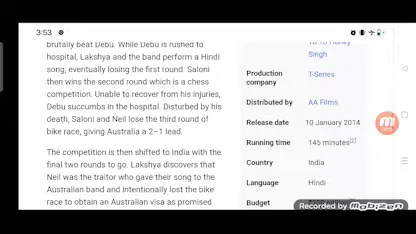 3:53
brutally beat Debu. While Debu is rushed to
hospital, Lakshya and the band perform a Hindi
song, eventually losing the first round. Saloni
then wins the second round which is a chess
competition. Unable to recover from his injuries,
Debu succumbs in the hospital. Disturbed by his
death, Saloni and Neil lose the third round of
bike race, giving Australia a 2–1 lead.
The competition is then shifted to India with the
final two rounds to go. Lakshya discovers that
Neil was the traitor who gave their song to the
Australian band and intentionally lost the bike
race to obtain an Australian visa as promised
Yo Yo Honey
Singh
Production company T-Series
Distributed by AA Films
Release date 10 January 2014
Running time 145 minutes[2]
Country India
Language Hindi
Budget
Recorded by Mobizen